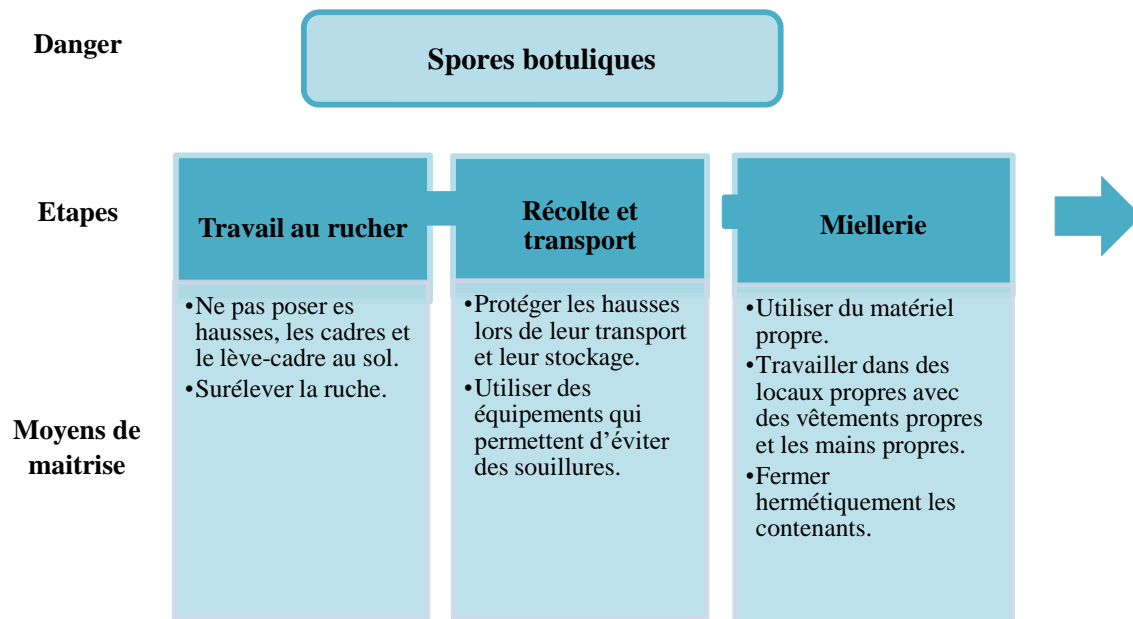 Danger
Spores botuliques
Etapes
Travail au rucher
Récolte et
transport
Miellerie
Moyens de
maitrise
•Ne pas poser es
hausses, les cadres et
le lève-cadre au sol.
•Surélever la ruche.
•Protéger les hausses
lors de leur transport
et leur stockage.
•Utiliser des
équipements qui
permettent d’éviter
des souillures.
•Utiliser du matériel
propre.
•Travailler dans des
locaux propres avec
des vêtements propres
et les mains propres.
•Fermer
hermétiquement les
contenants.